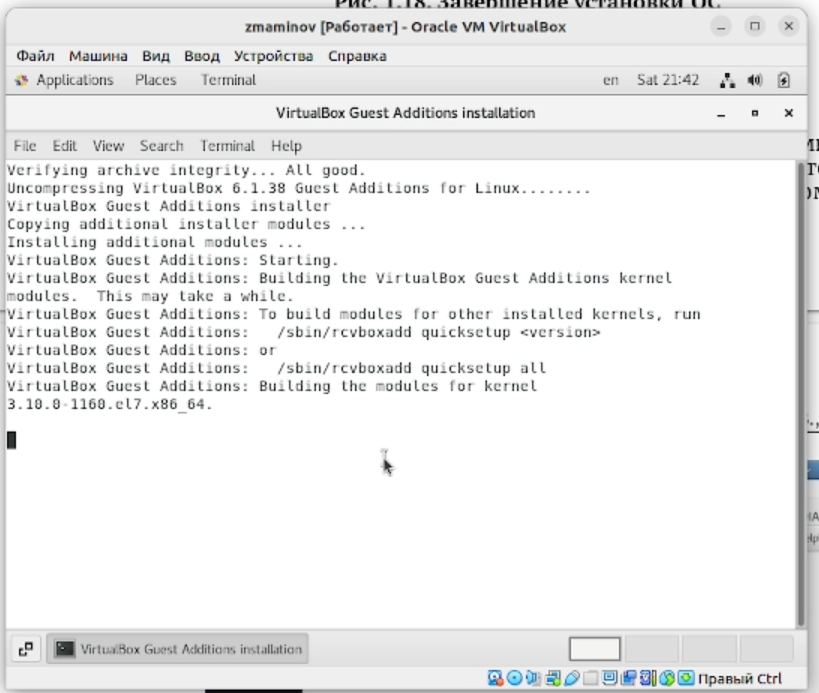 Рис. 1.18. Завершение установки ОС
zmaminov [Работает] - Oracle VM VirtualBox
Файл Машина Вид Ввод Устройства Справка
Applications Places Terminal en Sat 21:42
VirtualBox Guest Additions installation
File Edit View Search Terminal Help
Verifying archive integrity... All good.
Uncompressing VirtualBox 6.1.38 Guest Additions for Linux........
VirtualBox Guest Additions installer
Copying additional installer modules ...
Installing additional modules ...
VirtualBox Guest Additions: Starting.
VirtualBox Guest Additions: Building the VirtualBox Guest Additions kernel
modules.  This may take a while.
VirtualBox Guest Additions: To build modules for other installed kernels, run
VirtualBox Guest Additions:   /sbin/rcvboxadd quicksetup <version>
VirtualBox Guest Additions: or
VirtualBox Guest Additions:   /sbin/rcvboxadd quicksetup all
VirtualBox Guest Additions: Building the modules for kernel
3.10.0-1160.el7.x86_64.
VirtualBox Guest Additions installation
Правый Ctrl